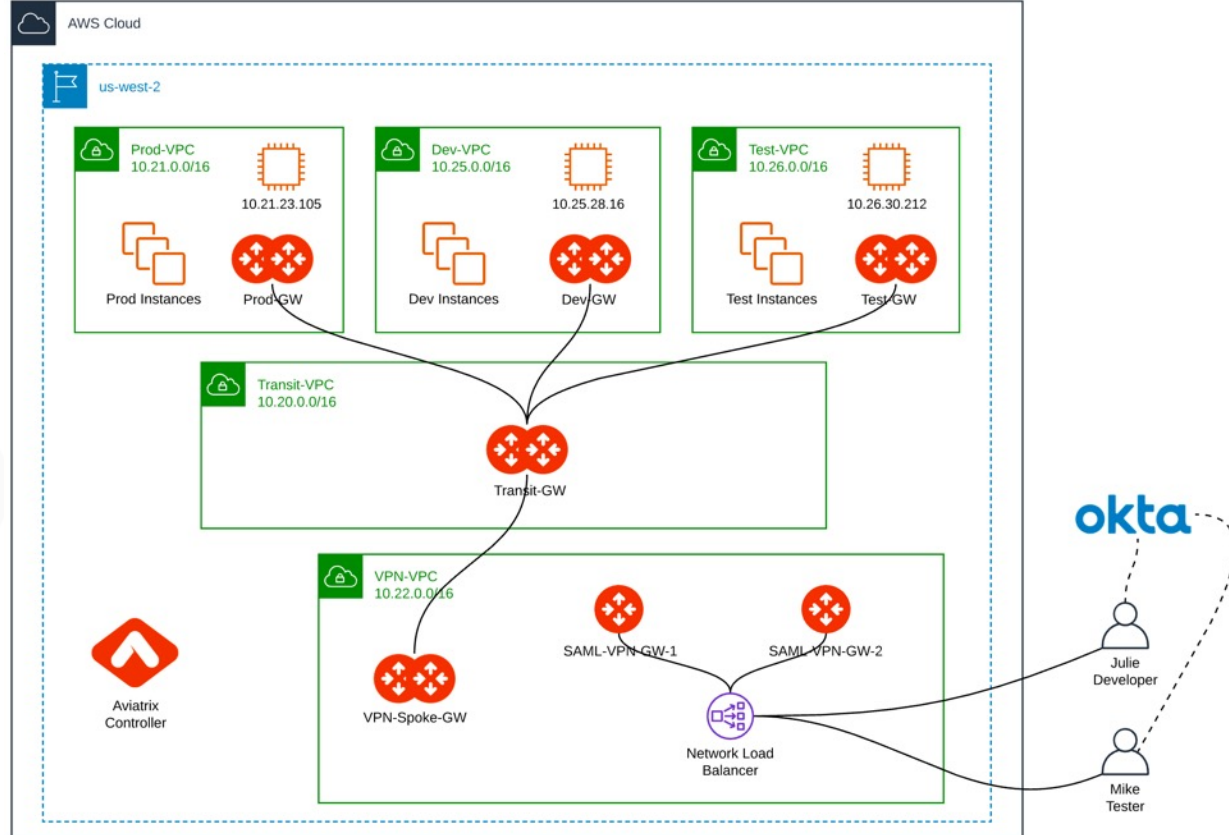 AWS Cloud
us-west-2
Prod-VPC
10.21.0.0/16
10.21.23.105
Prod Instances
Prod-GW
Dev-VPC
10.25.0.0/16
10.25.28.16
Dev Instances
Dev-GW
Test-VPC
10.26.0.0/16
10.26.30.212
Test Instances
Test-GW
Transit-VPC
10.20.0.0/16
Transit-GW
VPN-VPC
10.22.0.0/16
SAML-VPN-GW-1
SAML-VPN-GW-2
VPN-Spoke-GW
Network Load
Balancer
Aviatrix
Controller
okta
Julie
Developer
Mike
Tester